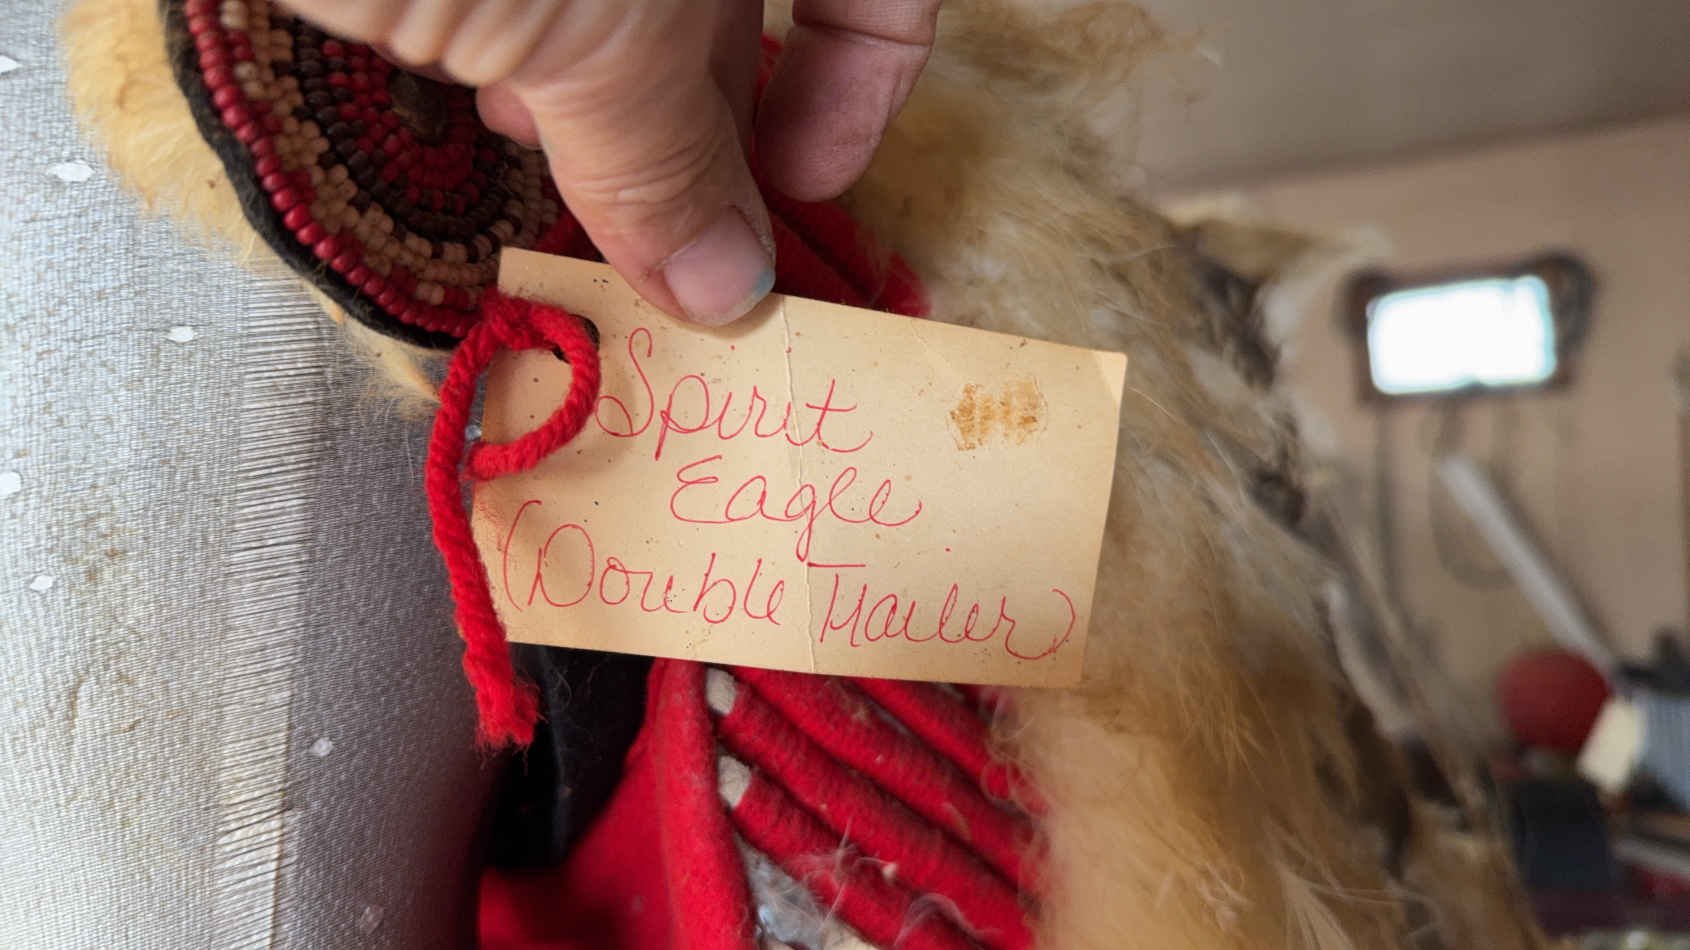 Spirit
Eagle
(Double Trailer)